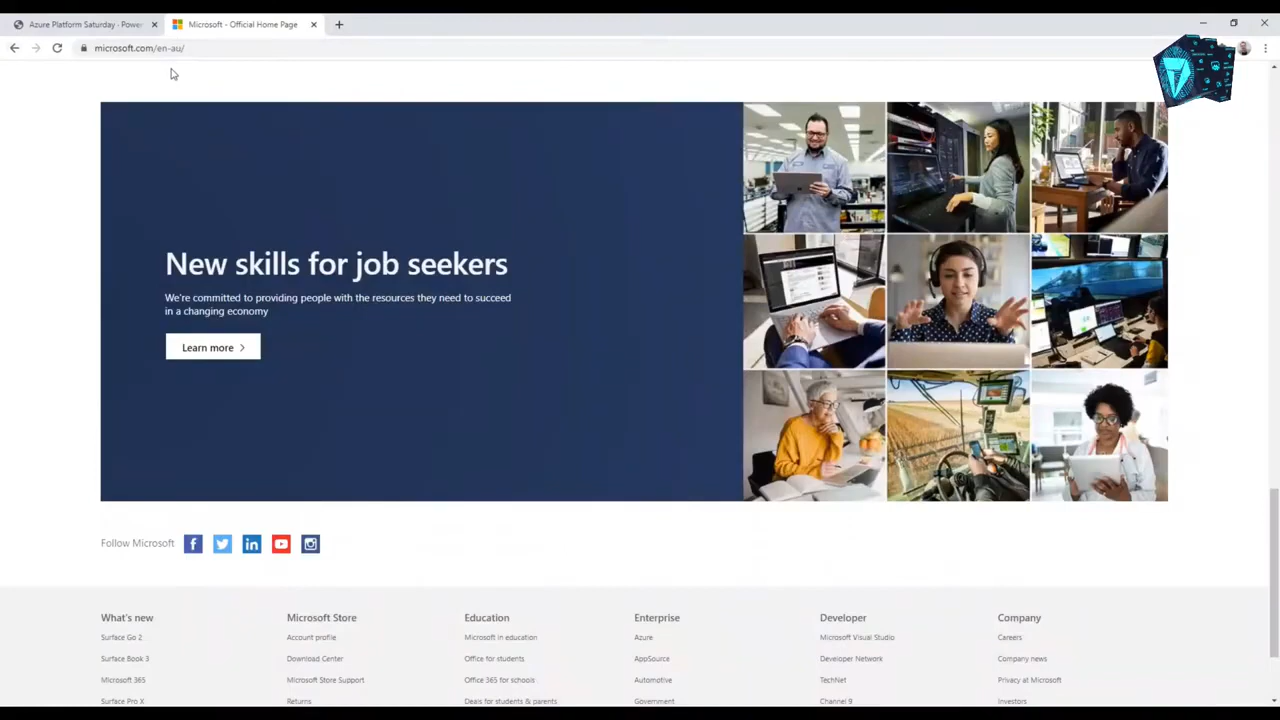 Azure Platform Saturday - Power
Microsoft - Official Home Page
microsoft.com/en-au/
New skills for job seekers
We're committed to providing people with the resources they need to succeed
in a changing economy
Learn more
Follow Microsoft
What's new
Surface Go 2
Surface Book 3
Microsoft 365
Surface Pro X
Microsoft Store
Account profile
Download Center
Microsoft Store Support
Returns
Education
Microsoft in education
Office for students
Office 365 for schools
Deals for students & parents
Enterprise
Azure
AppSource
Automotive
Government
Developer
Microsoft Visual Studio
Developer Network
TechNet
Channel 9
Company
Careers
Company news
Privacy at Microsoft
Investors